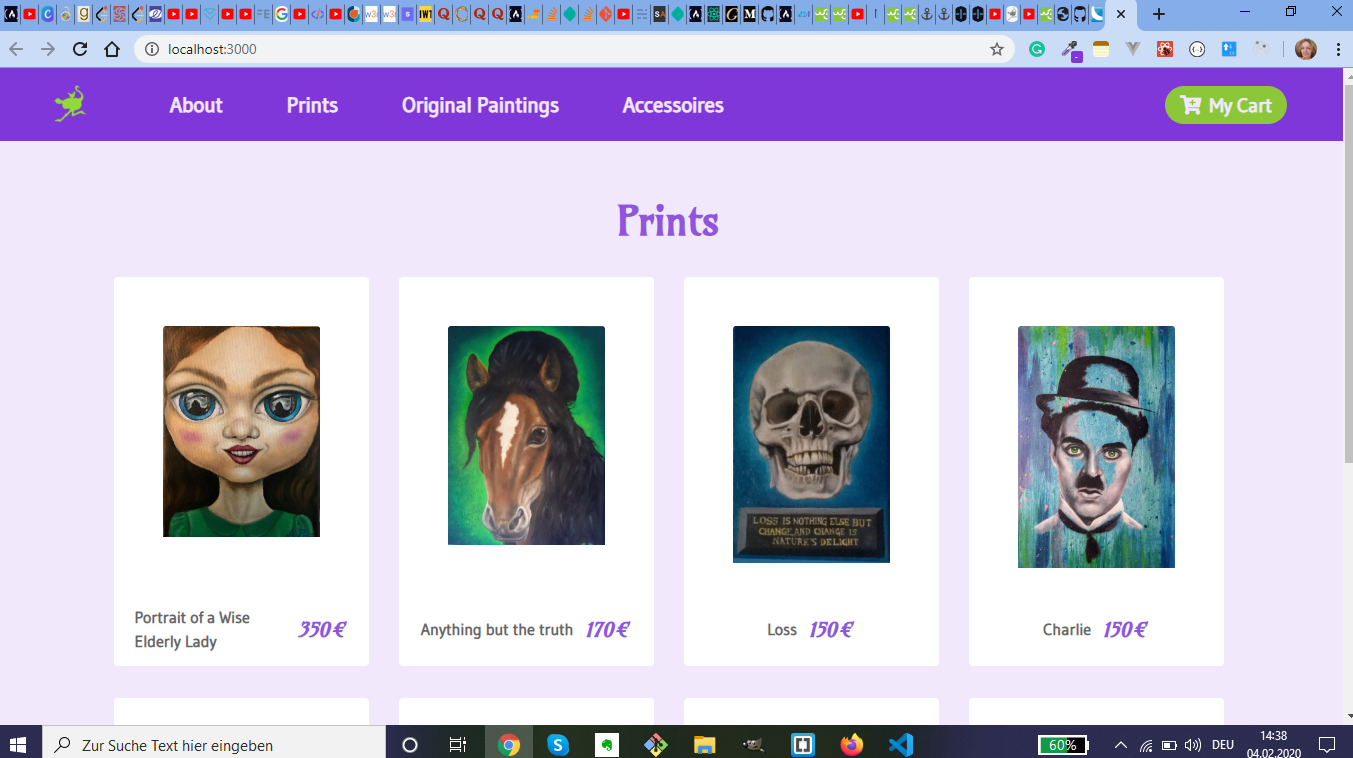 localhost:3000
About
Prints
Original Paintings
Accessoires
My Cart
Prints
LOSS IS NOTHING ELSE BUT
CHANGE, AND CHANGE IS
NATURE'S DELIGHT
Portrait of a Wise
Elderly Lady
350€
Anything but the truth
170€
Loss
150€
Charlie
150€
Zur Suche Text hier eingeben
60%
DEU
14:38
04.02.2020